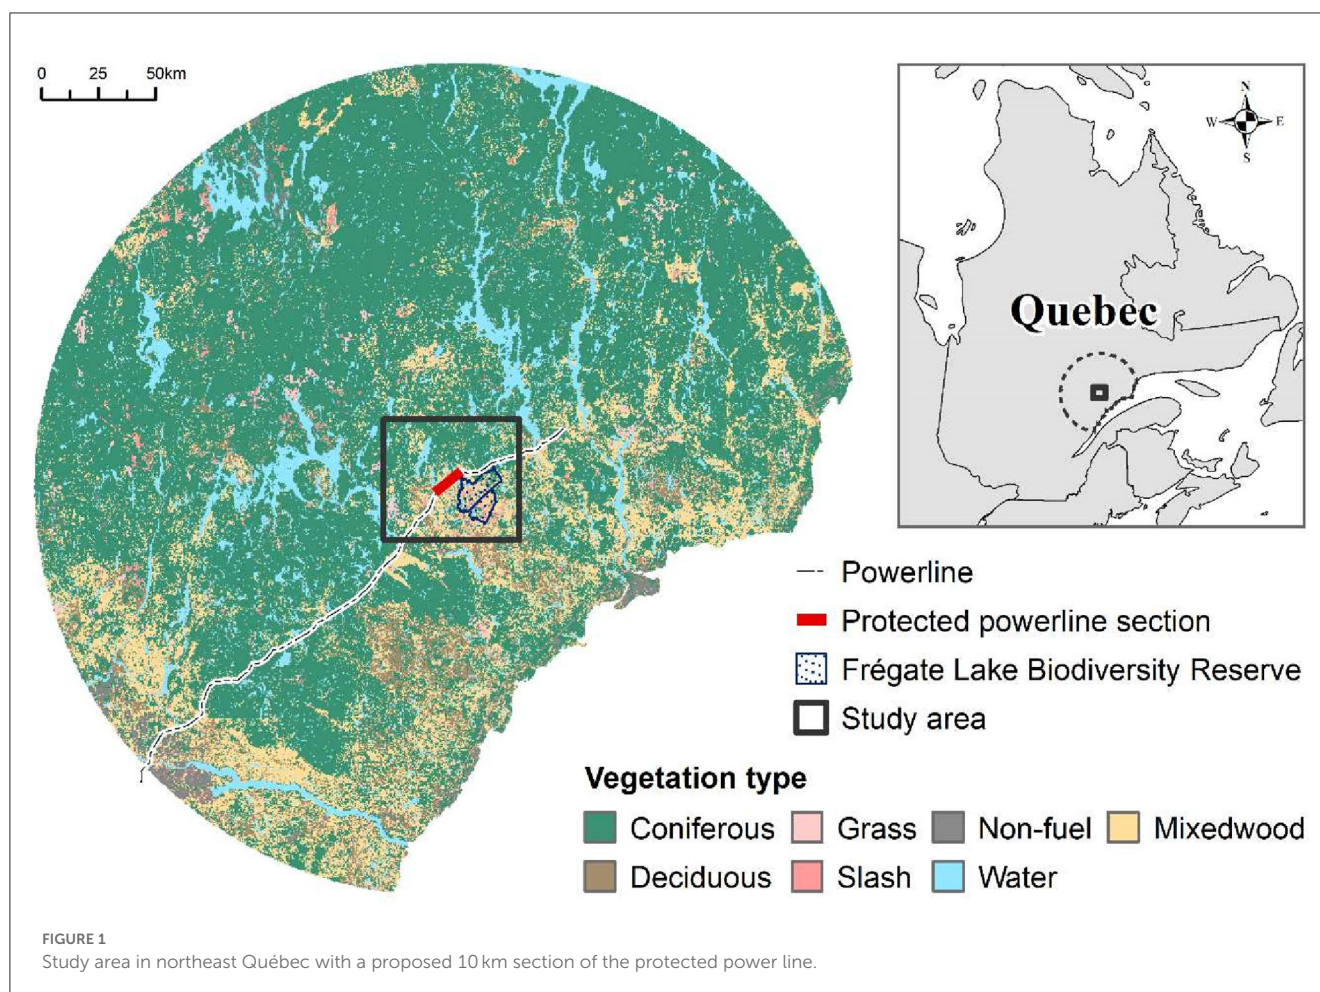 0 25 50km
N
W E
S
Quebec
Powerline
Protected powerline section
Frégate Lake Biodiversity Reserve
Study area
Vegetation type
Coniferous Grass Non-fuel Mixedwood
Deciduous Slash Water
FIGURE 1
Study area in northeast Québec with a proposed 10 km section of the protected power line.